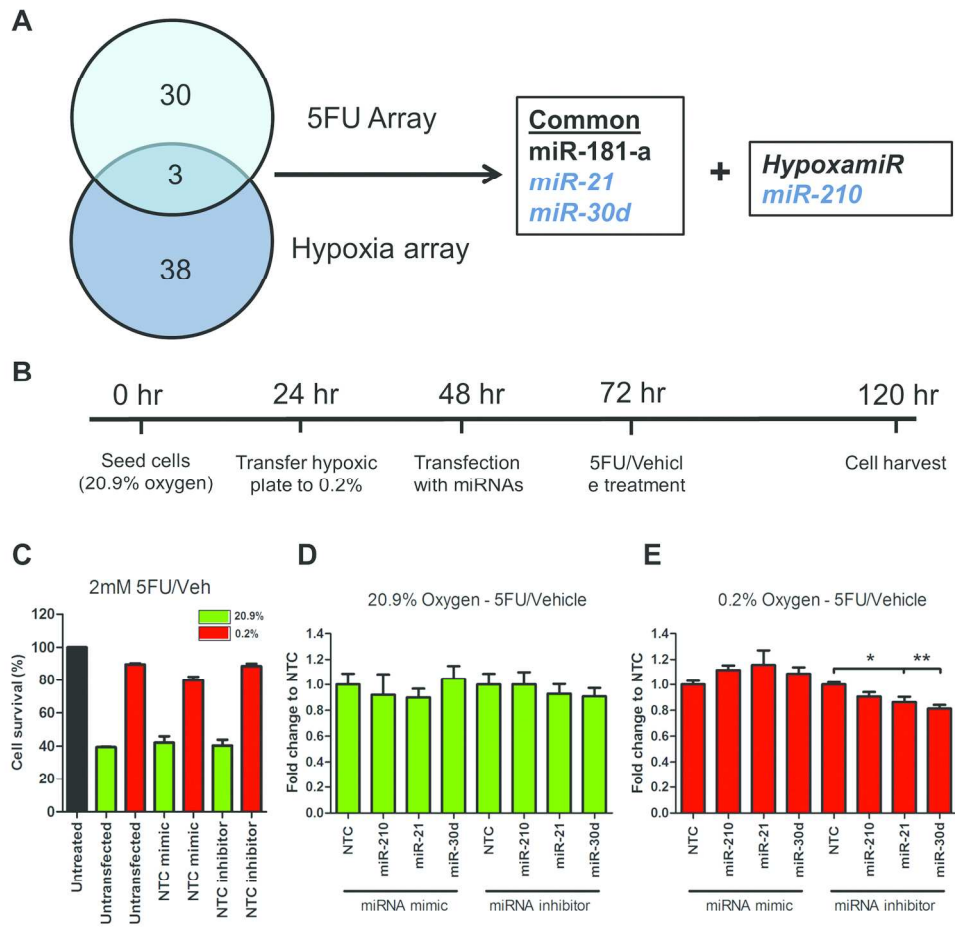 A
30
3
38
5FU Array
Hypoxia array
Common
miR-181-a
miR-21
miR-30d
+
HypoxamiR
miR-210
B
0 hr
24 hr
48 hr
72 hr
120 hr
Seed cells
(20.9% oxygen)
Transfer hypoxic
plate to 0.2%
Transfection
with miRNAs
5FU/Vehicl
e treatment
Cell harvest
C
2mM 5FU/Veh
20.9%
0.2%
Cell survival (%)
120
100
80
60
40
20
0
Untreated
Untransfected
Untransfected
NTC mimic
NTC mimic
NTC inhibitor
NTC inhibitor
D
20.9% Oxygen - 5FU/Vehicle
Fold change to NTC
1.4
1.2
1.0
0.8
0.6
0.4
0.2
0.0
NTC
miR-210
miR-21
miR-30d
NTC
miR-210
miR-21
miR-30d
miRNA mimic
miRNA inhibitor
E
0.2% Oxygen - 5FU/Vehicle
Fold change to NTC
1.4
1.2
1.0
0.8
0.6
0.4
0.2
0.0
*
**
NTC
miR-210
miR-21
miR-30d
NTC
miR-210
miR-21
miR-30d
miRNA mimic
miRNA inhibitor